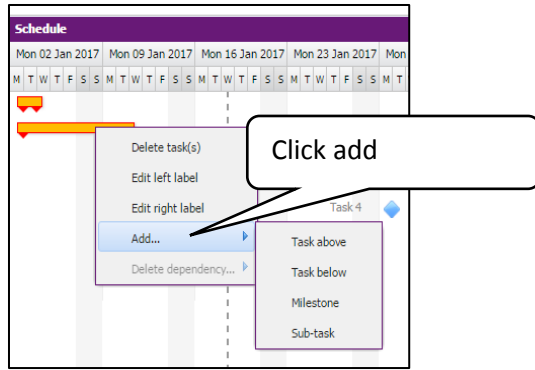 Schedule
Mon 02 Jan 2017 Mon 09 Jan 2017 Mon 16 Jan 2017 Mon 23 Jan 2017 Mon
M T W T F S S M T W T F S S M T W T F S S M T W T F S S M T
Delete task(s)
Click add
Edit left label
Edit right label
Task 4
Add...
Task above
Delete dependency...
Task below
Milestone
Sub-task